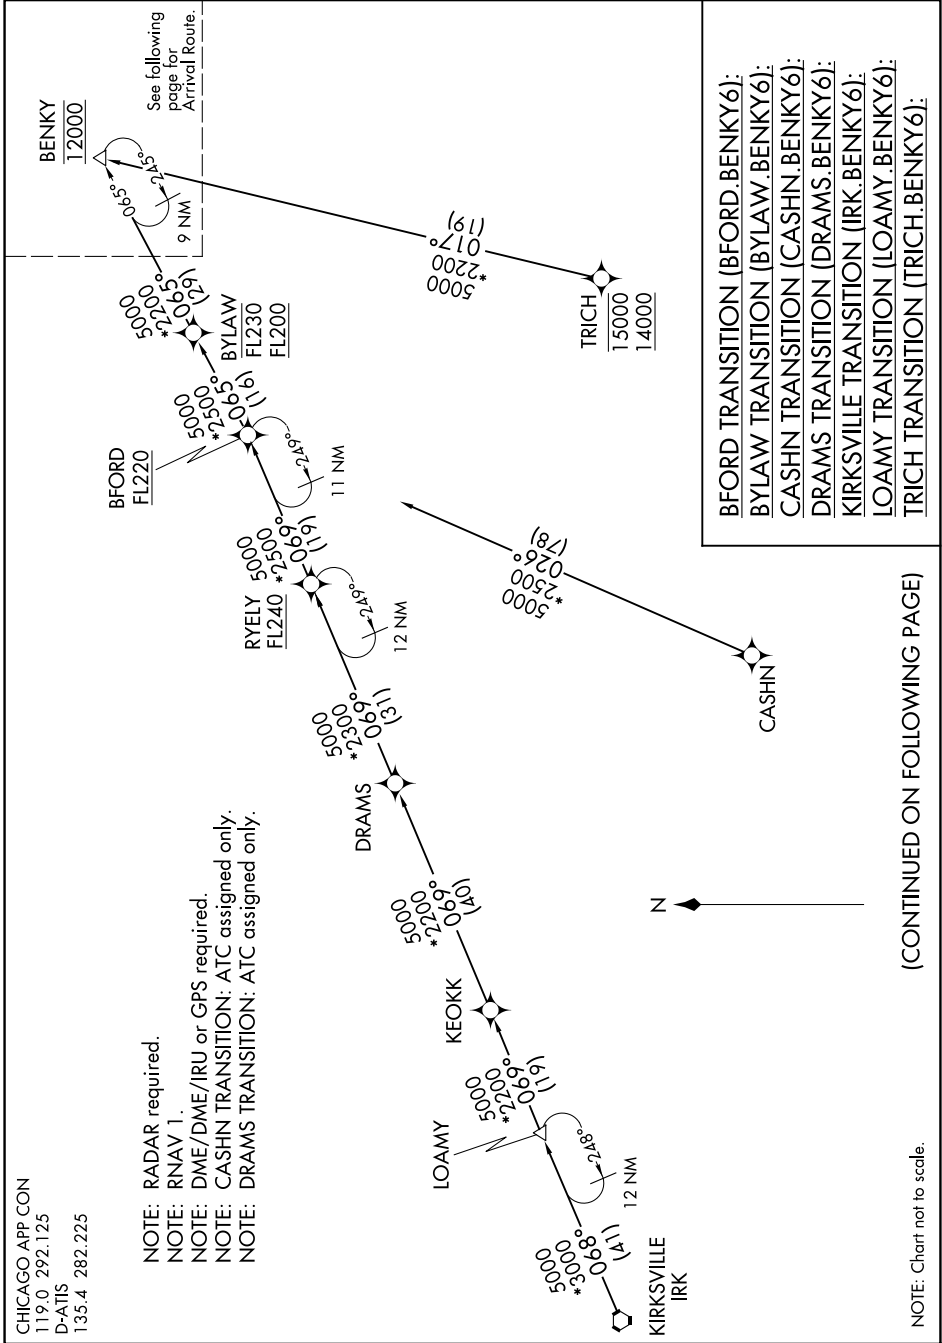 CHICAGO APP CON
119.0 292.125
D-ATIS
135.4 282.225
NOTE: RADAR required.
NOTE: RNAV 1.
NOTE: DME/DME/IRU or GPS required.
NOTE: CASHN TRANSITION: ATC assigned only.
NOTE: DRAMS TRANSITION: ATC assigned only.
See following
page for
Arrival Route.
BENKY
12000
065°
245°
9 NM
5000
*2200
065°
(29)
BYLAW
FL230
FL200
5000
*2500
065°
(16)
BFORD
FL220
249°
11 NM
5000
*2500
069°
(19)
RYELY
FL240
249°
12 NM
5000
*2300
069°
(31)
DRAMS
5000
*2200
069°
(40)
KEOKK
5000
*2200
069°
(19)
LOAMY
248°
12 NM
5000
*3000
068°
(41)
KIRKSVILLE
IRK
5000
*2200
017°
(19)
TRICH
15000
14000
5000
*2500
026°
(78)
CASHN
N
BFORD TRANSITION (BFORD.BENKY6):
BYLAW TRANSITION (BYLAW.BENKY6):
CASHN TRANSITION (CASHN.BENKY6):
DRAMS TRANSITION (DRAMS.BENKY6):
KIRKSVILLE TRANSITION (IRK.BENKY6):
LOAMY TRANSITION (LOAMY.BENKY6):
TRICH TRANSITION (TRICH.BENKY6):
(CONTINUED ON FOLLOWING PAGE)
NOTE: Chart not to scale.